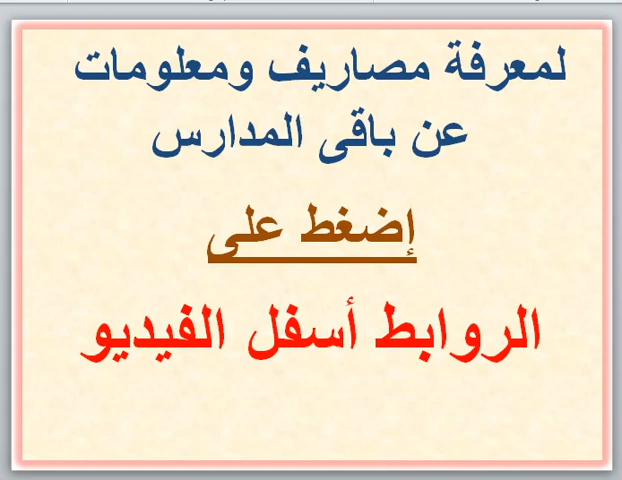 لمعرفة مصاريف ومعلومات
عن باقى المدارس
إضغط على
الروابط أسفل الفيديو